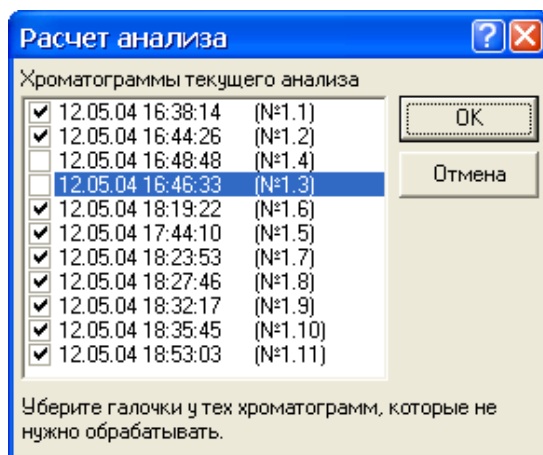 Расчет анализа
Хроматограммы текущего анализа
12.05.04 16:38:14 (№1.1)
12.05.04 16:44:26 (№1.2)
12.05.04 16:48:48 (№1.4)
12.05.04 16:46:33 (№1.3)
12.05.04 18:19:22 (№1.6)
12.05.04 17:44:10 (№1.5)
12.05.04 18:23:53 (№1.7)
12.05.04 18:27:46 (№1.8)
12.05.04 18:32:17 (№1.9)
12.05.04 18:35:45 (№1.10)
12.05.04 18:53:03 (№1.11)
OK
Отмена
Уберите галочки у тех хроматограмм, которые не
нужно обрабатывать.